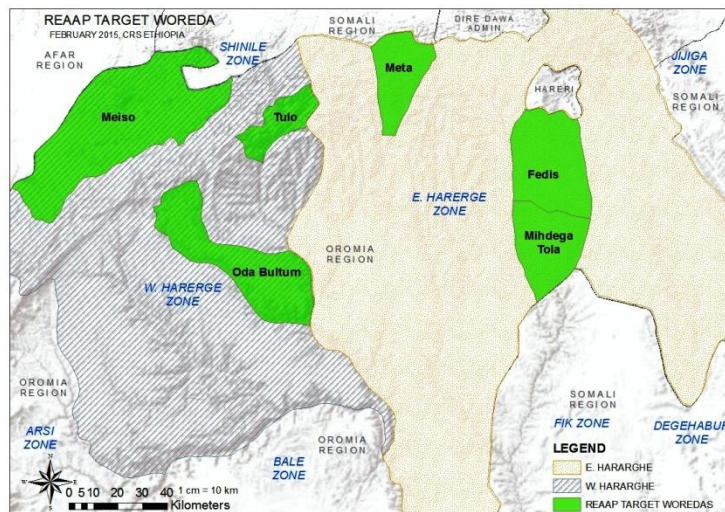 REAAP TARGET WOREDA
FEBRUARY 2015, CRS ETHIOPIA
AFAR
REGION
SHINILE
ZONE
SOMALI
REGION
DIRE DAWA
ADMIN
JIJIGA
ZONE
SOMALI
REGION
Meiso
Tulo
Meta
HARERI
Fedis
E. HARERGE
ZONE
Mihdega
Tola
OROMIA
REGION
Oda Bultum
W. HARERGE
ZONE
OROMIA
REGION
ARSI
ZONE
OROMIA
REGION
BALE
ZONE
SOMALI
REGION
FIK ZONE
DEGEHABUR
ZONE
LEGEND
E. HARARGHE
W. HARARGHE
REAAP TARGET WOREDAS
N
W E
S
0 5 10 20 30 40
1 cm = 10 km
Kilometers